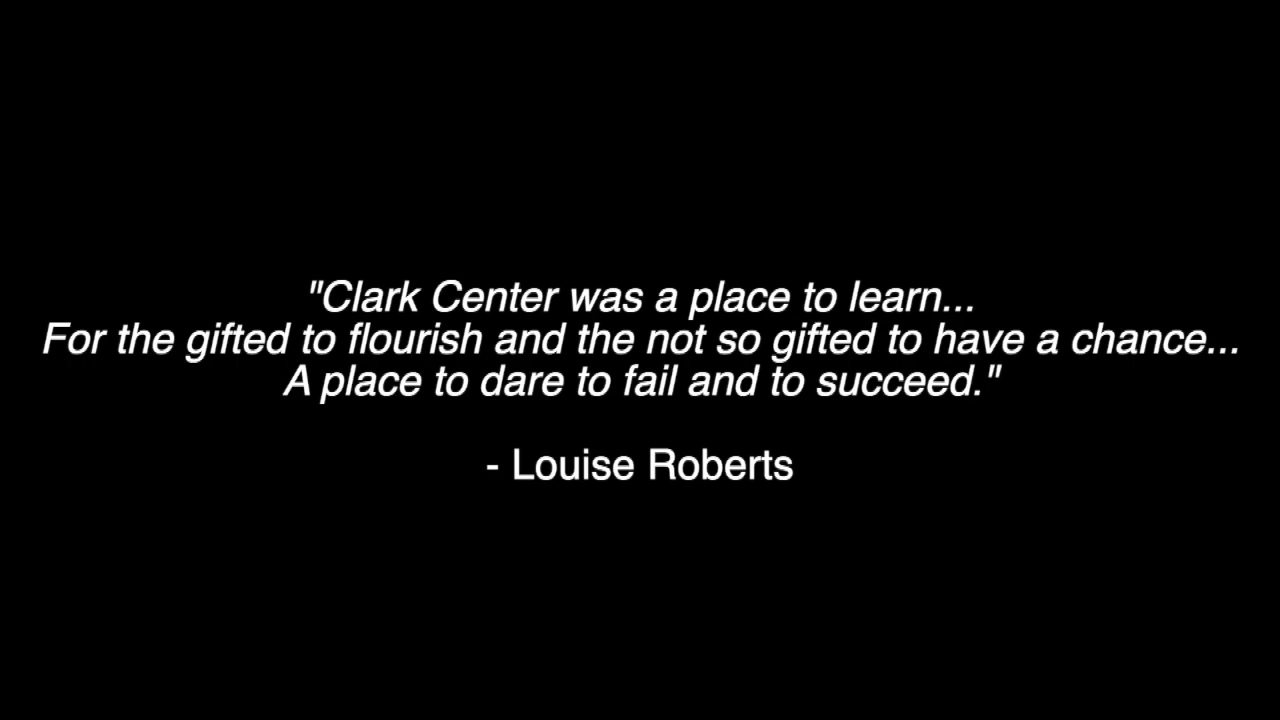 "Clark Center was a place to learn...
For the gifted to flourish and the not so gifted to have a chance...
A place to dare to fail and to succeed."
- Louise Roberts